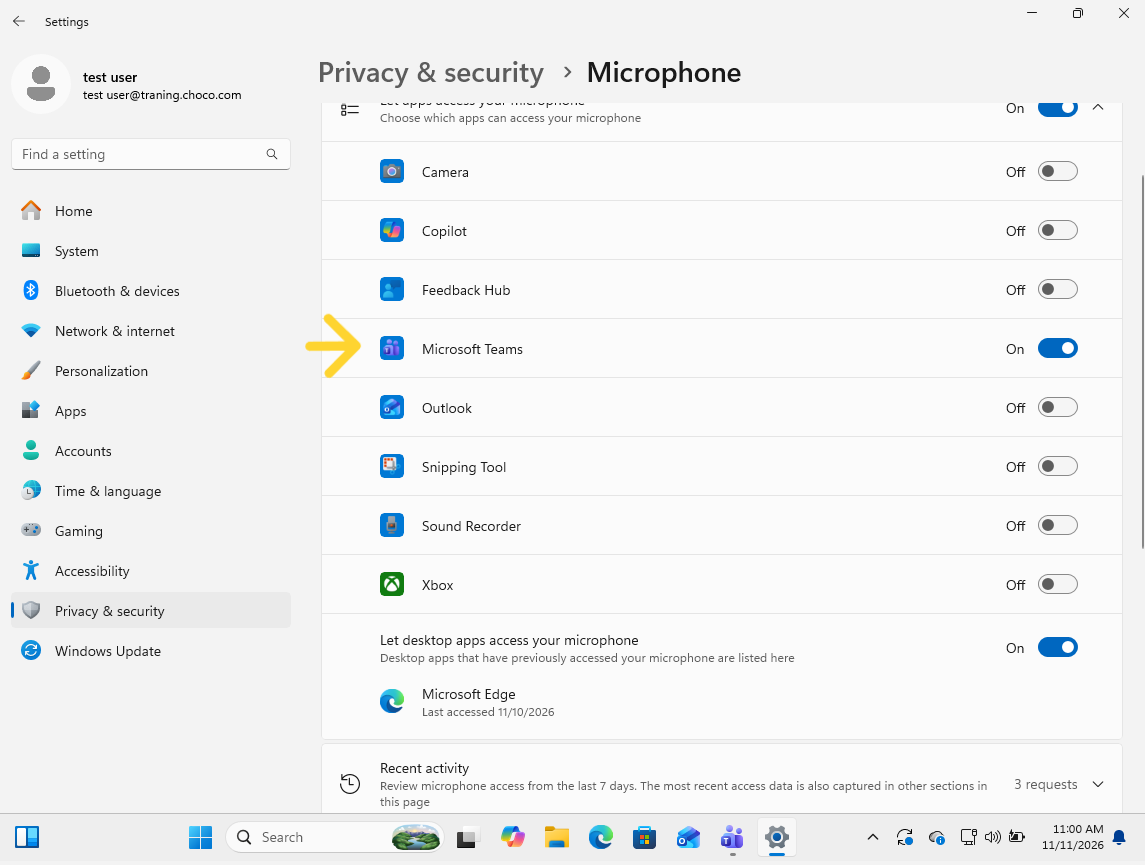 Settings
test user
test user@traning.choco.com
Find a setting
Home
System
Bluetooth & devices
Network & internet
Personalization
Apps
Accounts
Time & language
Gaming
Accessibility
Privacy & security
Windows Update
Privacy & security › Microphone
Let apps access your microphone
Choose which apps can access your microphone
On
Camera Off
Copilot Off
Feedback Hub Off
Microsoft Teams On
Outlook Off
Snipping Tool Off
Sound Recorder Off
Xbox Off
Let desktop apps access your microphone
Desktop apps that have previously accessed your microphone are listed here
On
Microsoft Edge
Last accessed 11/10/2026
Recent activity
Review microphone access from the last 7 days. The most recent access data is also captured in other sections in
this page
3 requests
Search
11:00 AM
11/11/2026